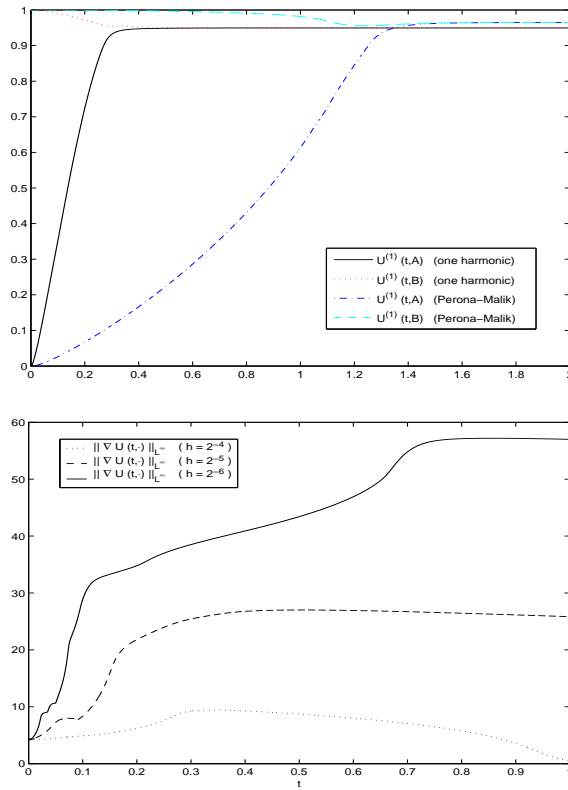 1
0.9
0.8
0.7
0.6
0.5
0.4
0.3
0.2
0.1
0
U(1) (t,A) (one harmonic)
U(1) (t,B) (one harmonic)
U(1) (t,A) (Perona−Malik)
U(1) (t,B) (Perona−Malik)
0 0.2 0.4 0.6 0.8 1 1.2 1.4 1.6 1.8 2
60
50
40
30
20
10
0
|| ∇ U (t,·) ||L∞ ( h = 2−4)
|| ∇ U (t,·) ||L∞ ( h = 2−5)
|| ∇ U (t,·) ||L∞ ( h = 2−6)
0 0.1 0.2 0.3 0.4 0.5 0.6 0.7 0.8 0.9 1
t